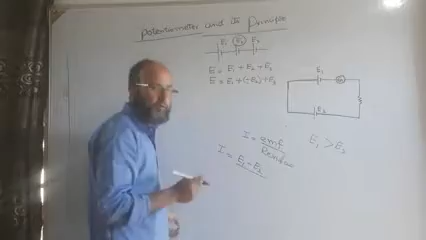 Potentiometer and its Principle
E₁ E₂ E₃
E = E₁ + E₂ + E₃
E = E₁ + (-E₂) + E₃
E₁
E₂
I = emf / Resistance
E₁ > E₂
I = E₁ - E₂